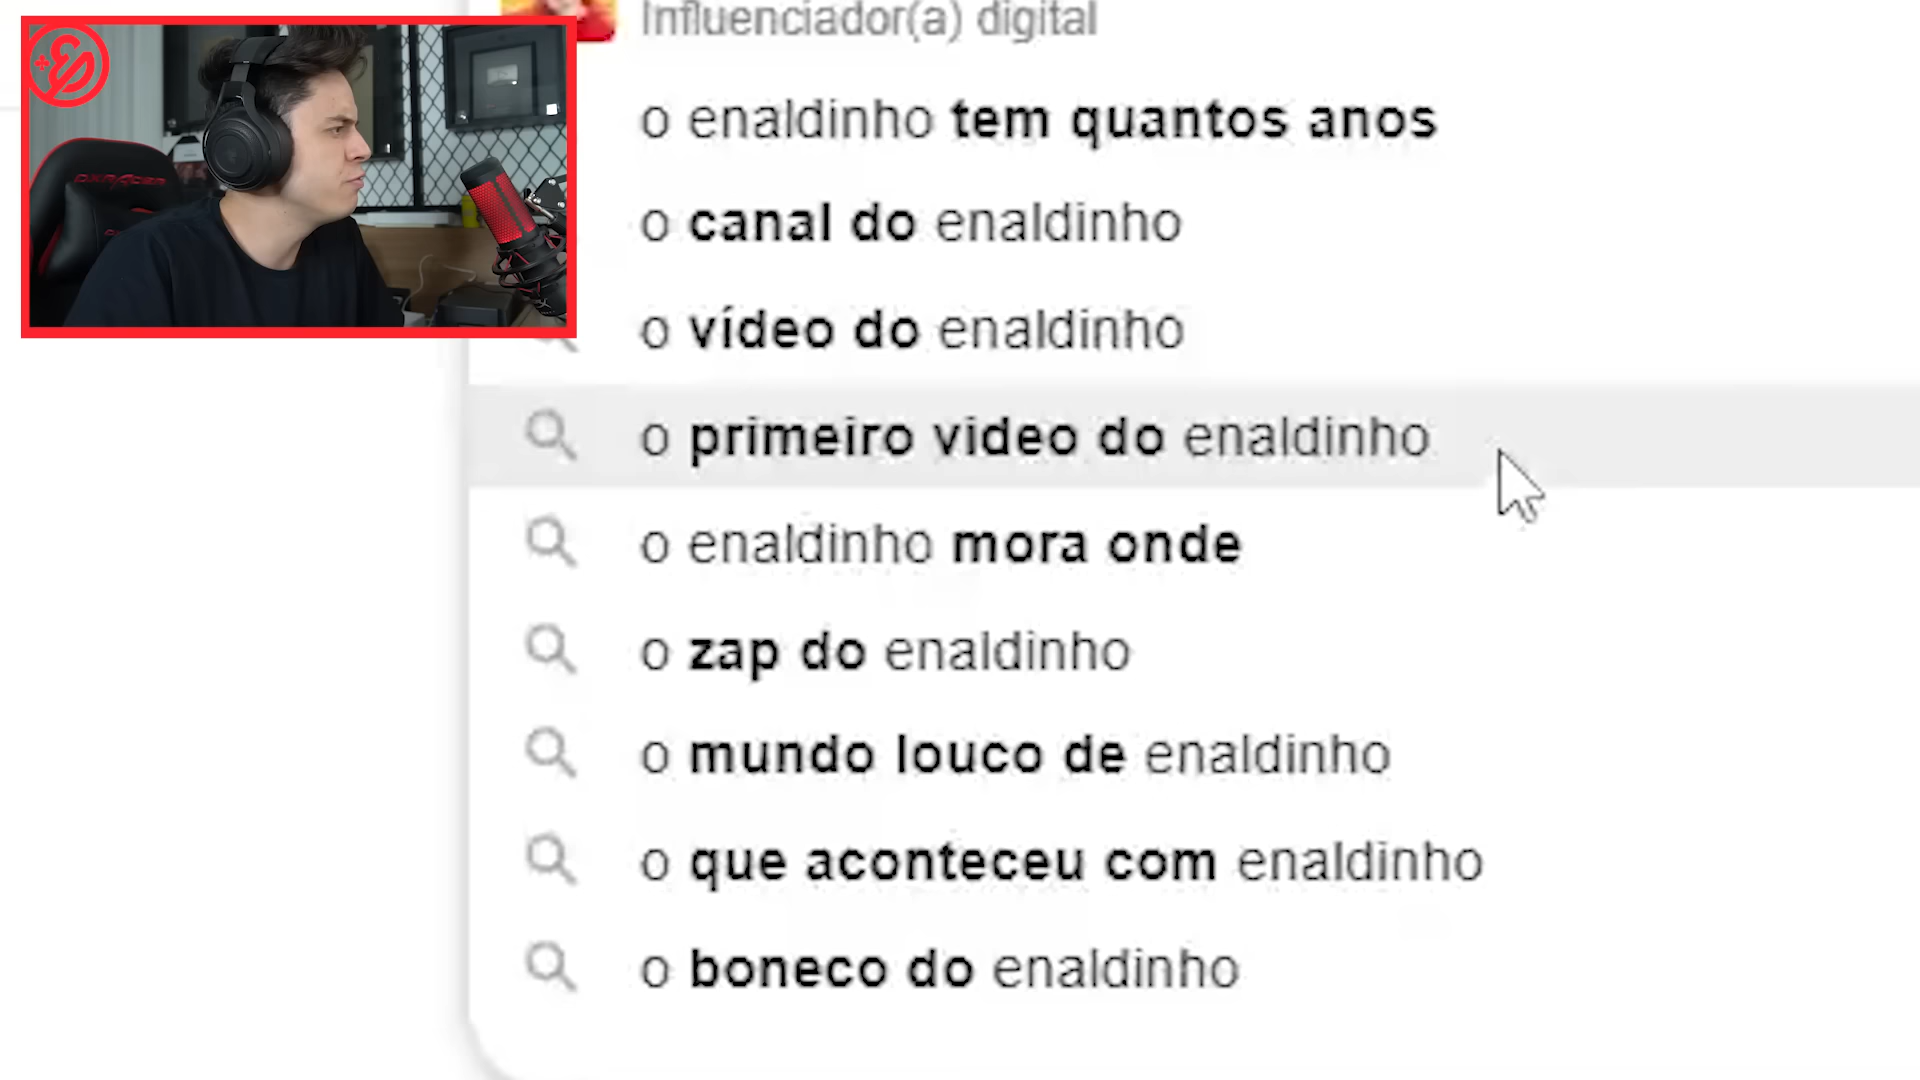 Influenciador(a) digital
o enaldinho tem quantos anos
o canal do enaldinho
o vídeo do enaldinho
o primeiro video do enaldinho
o enaldinho mora onde
o zap do enaldinho
o mundo louco de enaldinho
o que aconteceu com enaldinho
o boneco do enaldinho
DXRACER